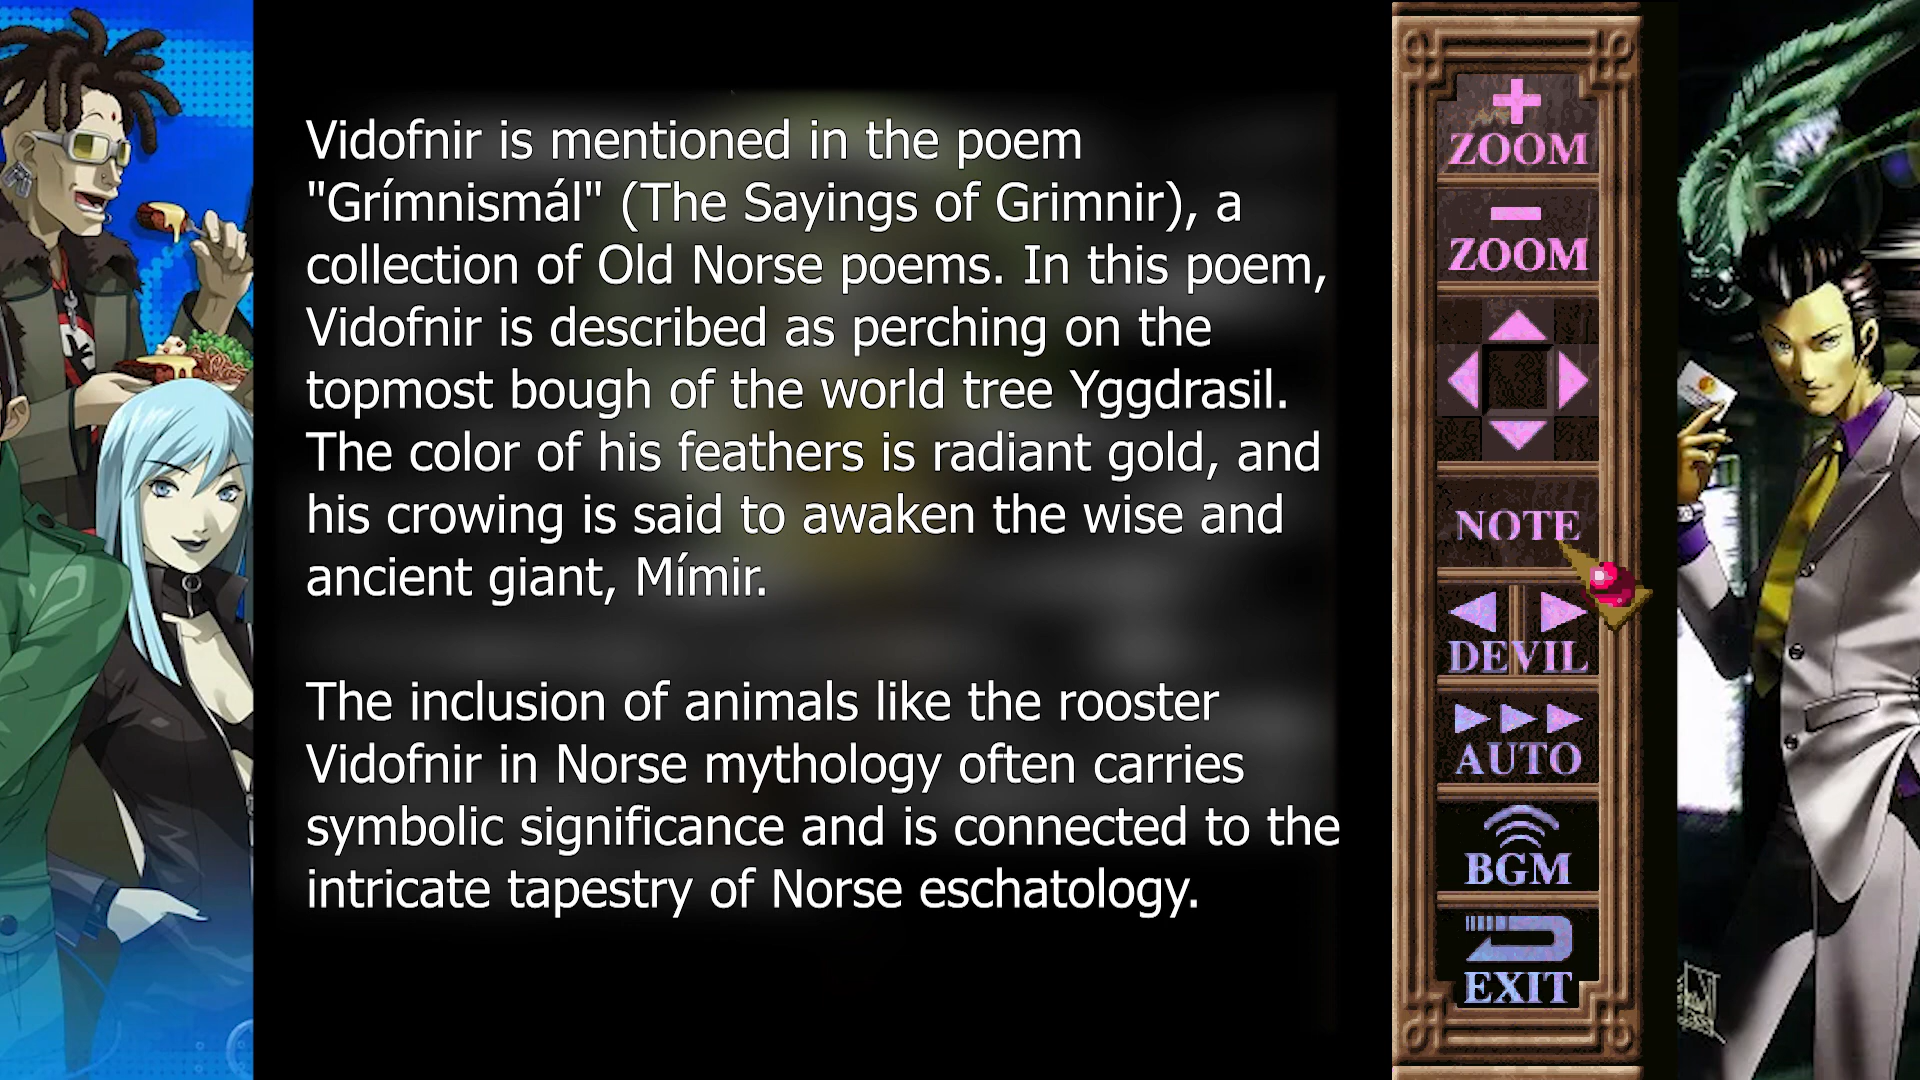 Vidofnir is mentioned in the poem
"Grímnismál" (The Sayings of Grimnir), a
collection of Old Norse poems. In this poem,
Vidofnir is described as perching on the
topmost bough of the world tree Yggdrasil.
The color of his feathers is radiant gold, and
his crowing is said to awaken the wise and
ancient giant, Mímir.
The inclusion of animals like the rooster
Vidofnir in Norse mythology often carries
symbolic significance and is connected to the
intricate tapestry of Norse eschatology.
+
ZOOM
−
ZOOM
NOTE
DEVIL
AUTO
BGM
EXIT